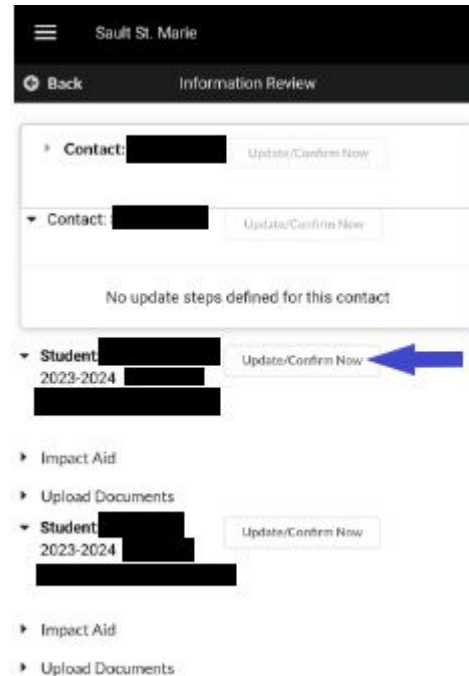 Sault St. Marie
Back Information Review
Contact: Update/Confirm Now
Contact: Update/Confirm Now
No update steps defined for this contact
Student Update/Confirm Now
2023-2024
Impact Aid
Upload Documents
Student Update/Confirm Now
2023-2024
Impact Aid
Upload Documents